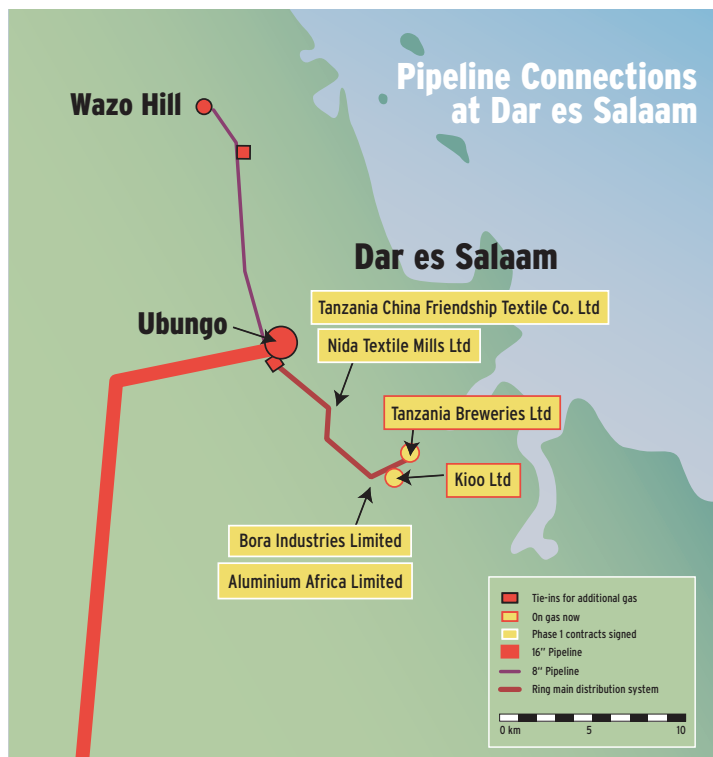 Pipeline Connections
at Dar es Salaam
Wazo Hill
Dar es Salaam
Tanzania China Friendship Textile Co. Ltd
Ubungo
Nida Textile Mills Ltd
Tanzania Breweries Ltd
Kioo Ltd
Bora Industries Limited
Aluminium Africa Limited
Tie-ins for additional gas
On gas now
Phase 1 contracts signed
16" Pipeline
8" Pipeline
Ring main distribution system
0 km 5 10